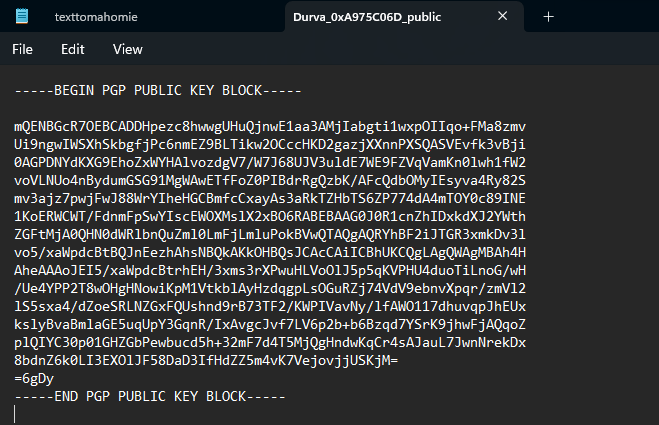 texttomahomie
Durva_0xA975C06D_public
File Edit View
-----BEGIN PGP PUBLIC KEY BLOCK-----
mQENBGcR7OEBCADDHpezc8hwwgUHuQjnwE1aa3AMjIabgti1wxpOIIqo+FMa8zmv
Ui9ngwIWSXhSkbgfjPc6nmEZ9BLTikw2OCccHKD2gazjXXnnPXSQASVEvfk3vBji
0AGPDNYdKXG9EhoZxWYHAlvozdgV7/W7J68UJV3uldE7WE9FZVqVamKn0lwh1fW2
voVLNUo4nBydumGSG91MgWAwETfFoZ0PIBdrRgQzbK/AFcQdbOMyIEsyva4Ry82S
mv3ajz7pwjFwJ88WrYIheHGCBmfcCxayAs3aRkTZHbTS6ZP774dA4mTOY0c89INE
1KoERWCWT/FdnmFpSwYIscEWOXMslX2xBO6RABEBAAG0J0R1cnZhIDxkdXJ2YWth
ZGFtMjA0QHN0dWRlbnQuZml0LmFjLmluPokBVwQTAQgAQRYhBF2iJTGR3xmkDv3l
vo5/xaWpdcBtBQJnEezhAhsNBQkAKkOHBQsJCAcCAiICBhUKCQgLAgQWAgMBAh4H
AheAAAoJEI5/xaWpdcBtrhEH/3xms3rXPwuHLVoOlJ5p5qKVPHU4duoTiLnoG/wH
/Ue4YPP2T8wOHgHNowiKpM1VtkblAyHzdqgpLsOGuRZj74VdV9ebnvXpqr/zmVl2
lS5sxa4/dZoeSRLNZGxFQUshnd9rB73TF2/KWPIVavNy/lfAWO117dhuvqpJhEUx
kslyBvaBmlaGE5uqUpY3GqnR/IxAvgcJvf7LV6p2b+b6Bzqd7YSrK9jhwFjAQqoZ
plQIYC30p01GHZGbPewbucd5h+32mF7d4T5MjQgHndwKqCr4sAJauL7JwnNrekDx
8bdnZ6k0LI3EXOlJF58DaD3IfHdZZ5m4vK7VejovjjUSKjM=
=6gDy
-----END PGP PUBLIC KEY BLOCK-----